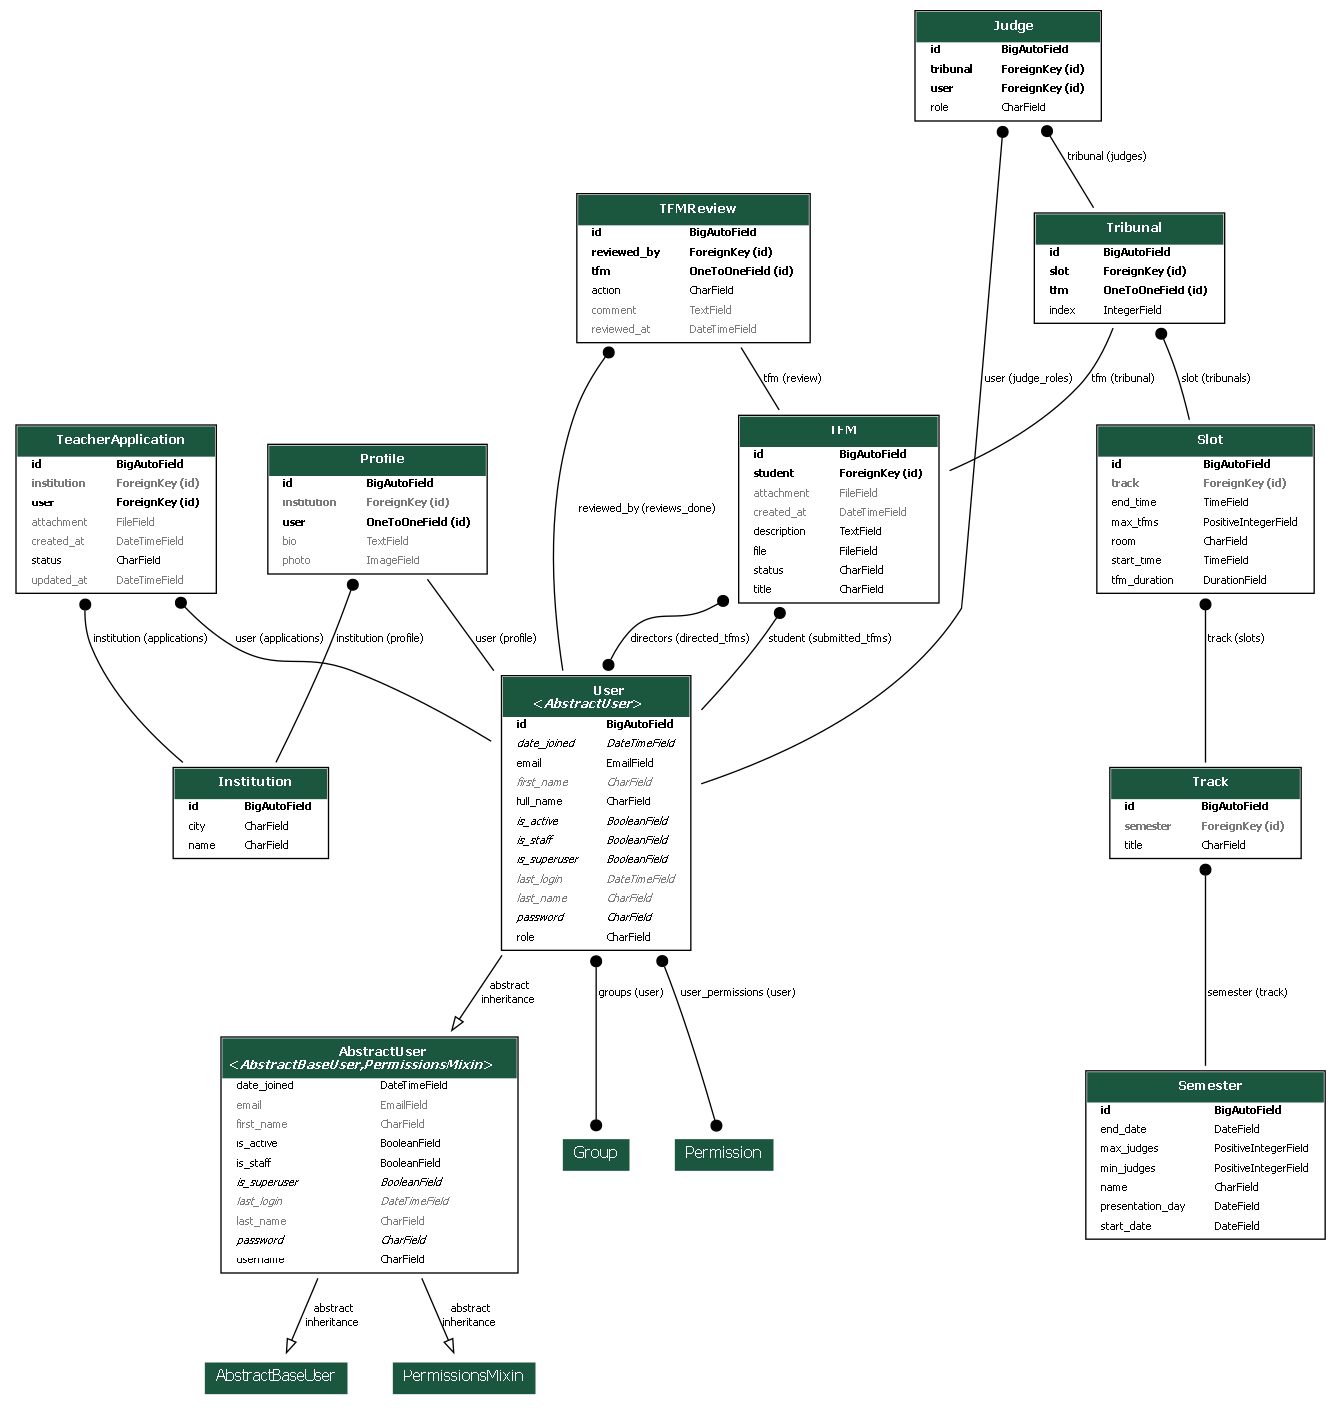 Judge
id BigAutoField
tribunal ForeignKey (id)
user ForeignKey (id)
role CharField
tribunal (judges)
TFMReview
id BigAutoField
reviewed_by ForeignKey (id)
tfm OneToOneField (id)
action CharField
comment TextField
reviewed_at DateTimeField
Tribunal
id BigAutoField
slot ForeignKey (id)
tfm OneToOneField (id)
index IntegerField
tfm (review)
user (judge_roles)
tfm (tribunal)
slot (tribunals)
TeacherApplication
id BigAutoField
institution ForeignKey (id)
user ForeignKey (id)
attachment FileField
created_at DateTimeField
status CharField
updated_at DateTimeField
Profile
id BigAutoField
institution ForeignKey (id)
user OneToOneField (id)
bio TextField
photo ImageField
reviewed_by (reviews_done)
TFM
id BigAutoField
student ForeignKey (id)
attachment FileField
created_at DateTimeField
description TextField
file FileField
status CharField
title CharField
Slot
id BigAutoField
track ForeignKey (id)
end_time TimeField
max_tfms PositiveIntegerField
room CharField
start_time TimeField
tfm_duration DurationField
institution (applications)
user (applications)
institution (profile)
user (profile)
directors (directed_tfms)
student (submitted_tfms)
track (slots)
User
<AbstractUser>
id BigAutoField
date_joined DateTimeField
email EmailField
first_name CharField
full_name CharField
is_active BooleanField
is_staff BooleanField
is_superuser BooleanField
last_login DateTimeField
last_name CharField
password CharField
role CharField
Institution
id BigAutoField
city CharField
name CharField
Track
id BigAutoField
semester ForeignKey (id)
title CharField
abstract
inheritance
groups (user)
user_permissions (user)
semester (track)
AbstractUser
<AbstractBaseUser,PermissionsMixin>
date_joined DateTimeField
email EmailField
first_name CharField
is_active BooleanField
is_staff BooleanField
is_superuser BooleanField
last_login DateTimeField
last_name CharField
password CharField
username CharField
Group
Permission
Semester
id BigAutoField
end_date DateField
max_judges PositiveIntegerField
min_judges PositiveIntegerField
name CharField
presentation_day DateField
start_date DateField
abstract
inheritance
abstract
inheritance
AbstractBaseUser
PermissionsMixin